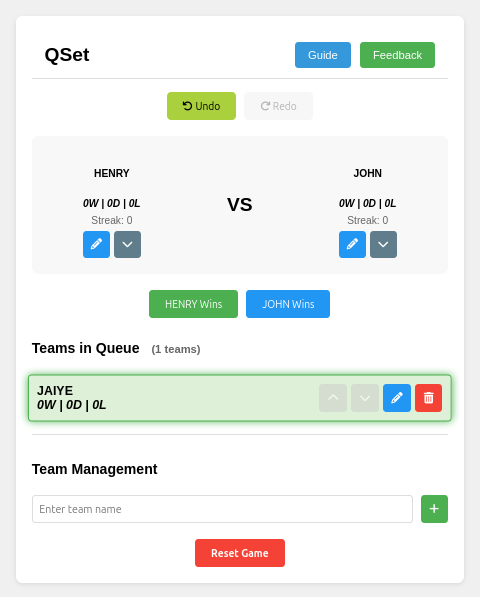 QSet
Guide
Feedback
Undo
Redo
HENRY
0W | 0D | 0L
Streak: 0
VS
JOHN
0W | 0D | 0L
Streak: 0
HENRY Wins
JOHN Wins
Teams in Queue (1 teams)
JAIYE
0W | 0D | 0L
Team Management
Enter team name
+
Reset Game